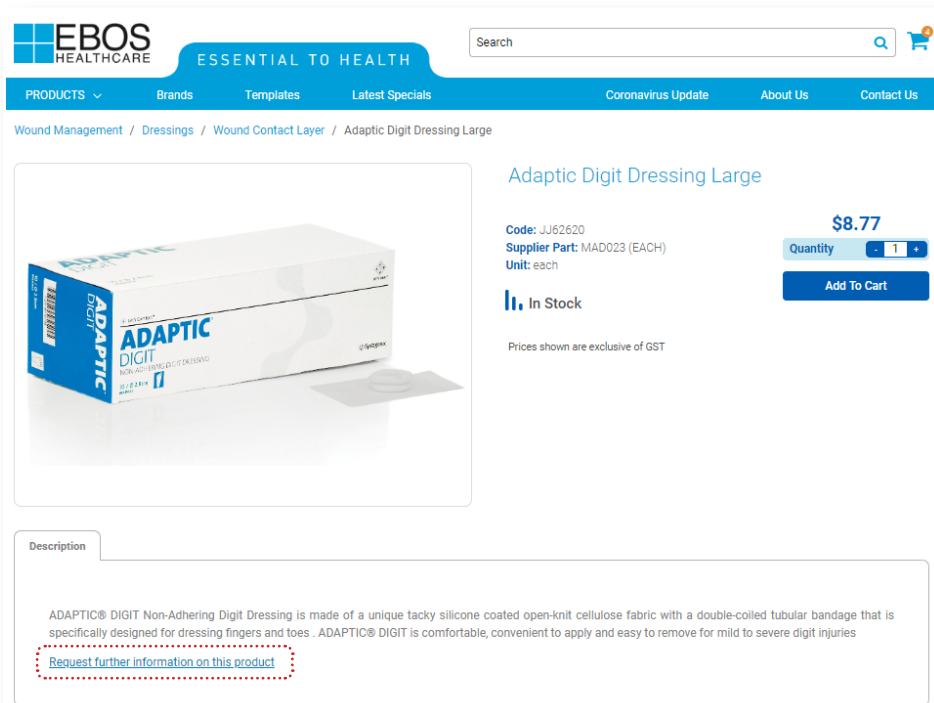 EBOS
HEALTHCARE
ESSENTIAL TO HEALTH
Search
4
PRODUCTS
Brands
Templates
Latest Specials
Coronavirus Update
About Us
Contact Us
Wound Management / Dressings / Wound Contact Layer / Adaptic Digit Dressing Large
Adaptic Digit Dressing Large
Code: JJ62620
Supplier Part: MAD023 (EACH)
Unit: each
In Stock
Prices shown are exclusive of GST
$8.77
Quantity
- 1 +
Add To Cart
ADAPTIC
DIGIT
ADAPTIC
DIGIT
ADAPTIC
DIGIT
NON-ADHERING DIGIT DRESSING
Description
ADAPTIC® DIGIT Non-Adhering Digit Dressing is made of a unique tacky silicone coated open-knit cellulose fabric with a double-coiled tubular bandage that is
specifically designed for dressing fingers and toes . ADAPTIC® DIGIT is comfortable, convenient to apply and easy to remove for mild to severe digit injuries
Request further information on this product